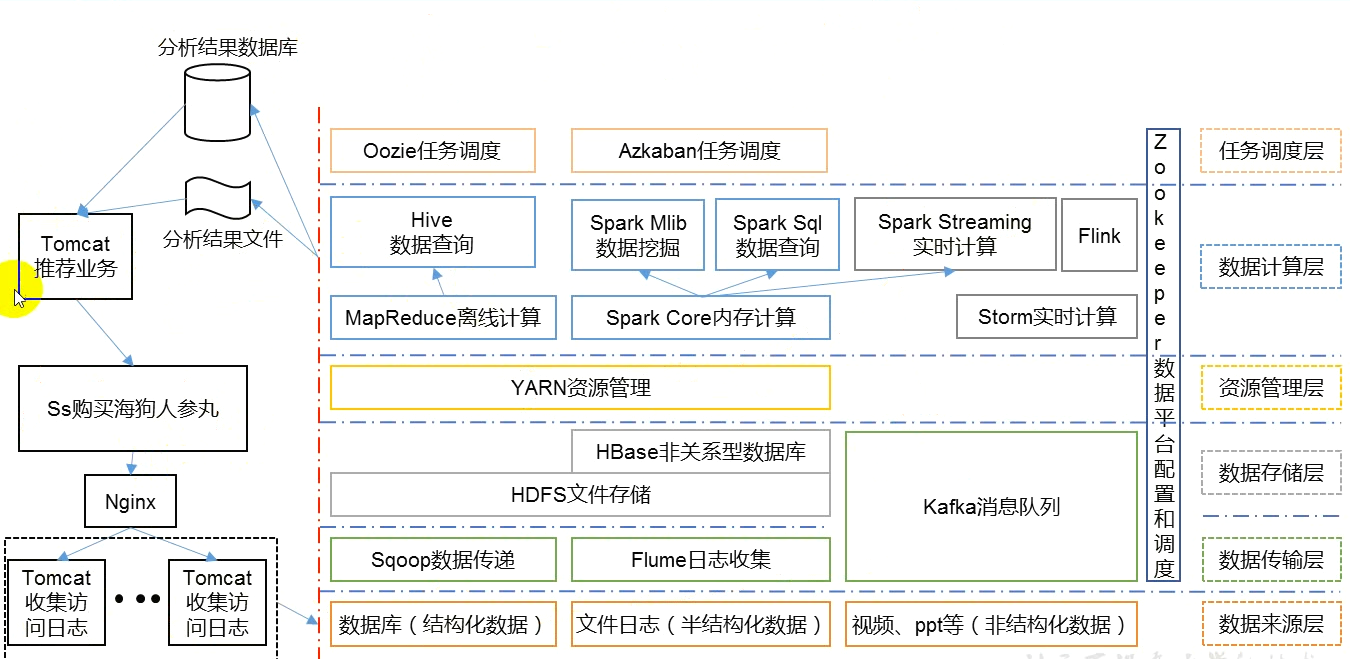 分析结果数据库
分析结果文件
Tomcat
推荐业务
Ss购买海狗人参丸
Nginx
Tomcat
收集访
问日志
Tomcat
收集访
问日志
Oozie任务调度
Azkaban任务调度
任务调度层
Hive
数据查询
Spark Mlib
数据挖掘
Spark Sql
数据查询
Spark Streaming
实时计算
Flink
MapReduce离线计算
Spark Core内存计算
Storm实时计算
数据计算层
YARN资源管理
资源管理层
HBase非关系型数据库
HDFS文件存储
Kafka消息队列
数据存储层
Sqoop数据传递
Flume日志收集
数据传输层
数据库（结构化数据）
文件日志（半结构化数据）
视频、ppt等（非结构化数据）
数据来源层
Zookeeper数据平台配置和调度